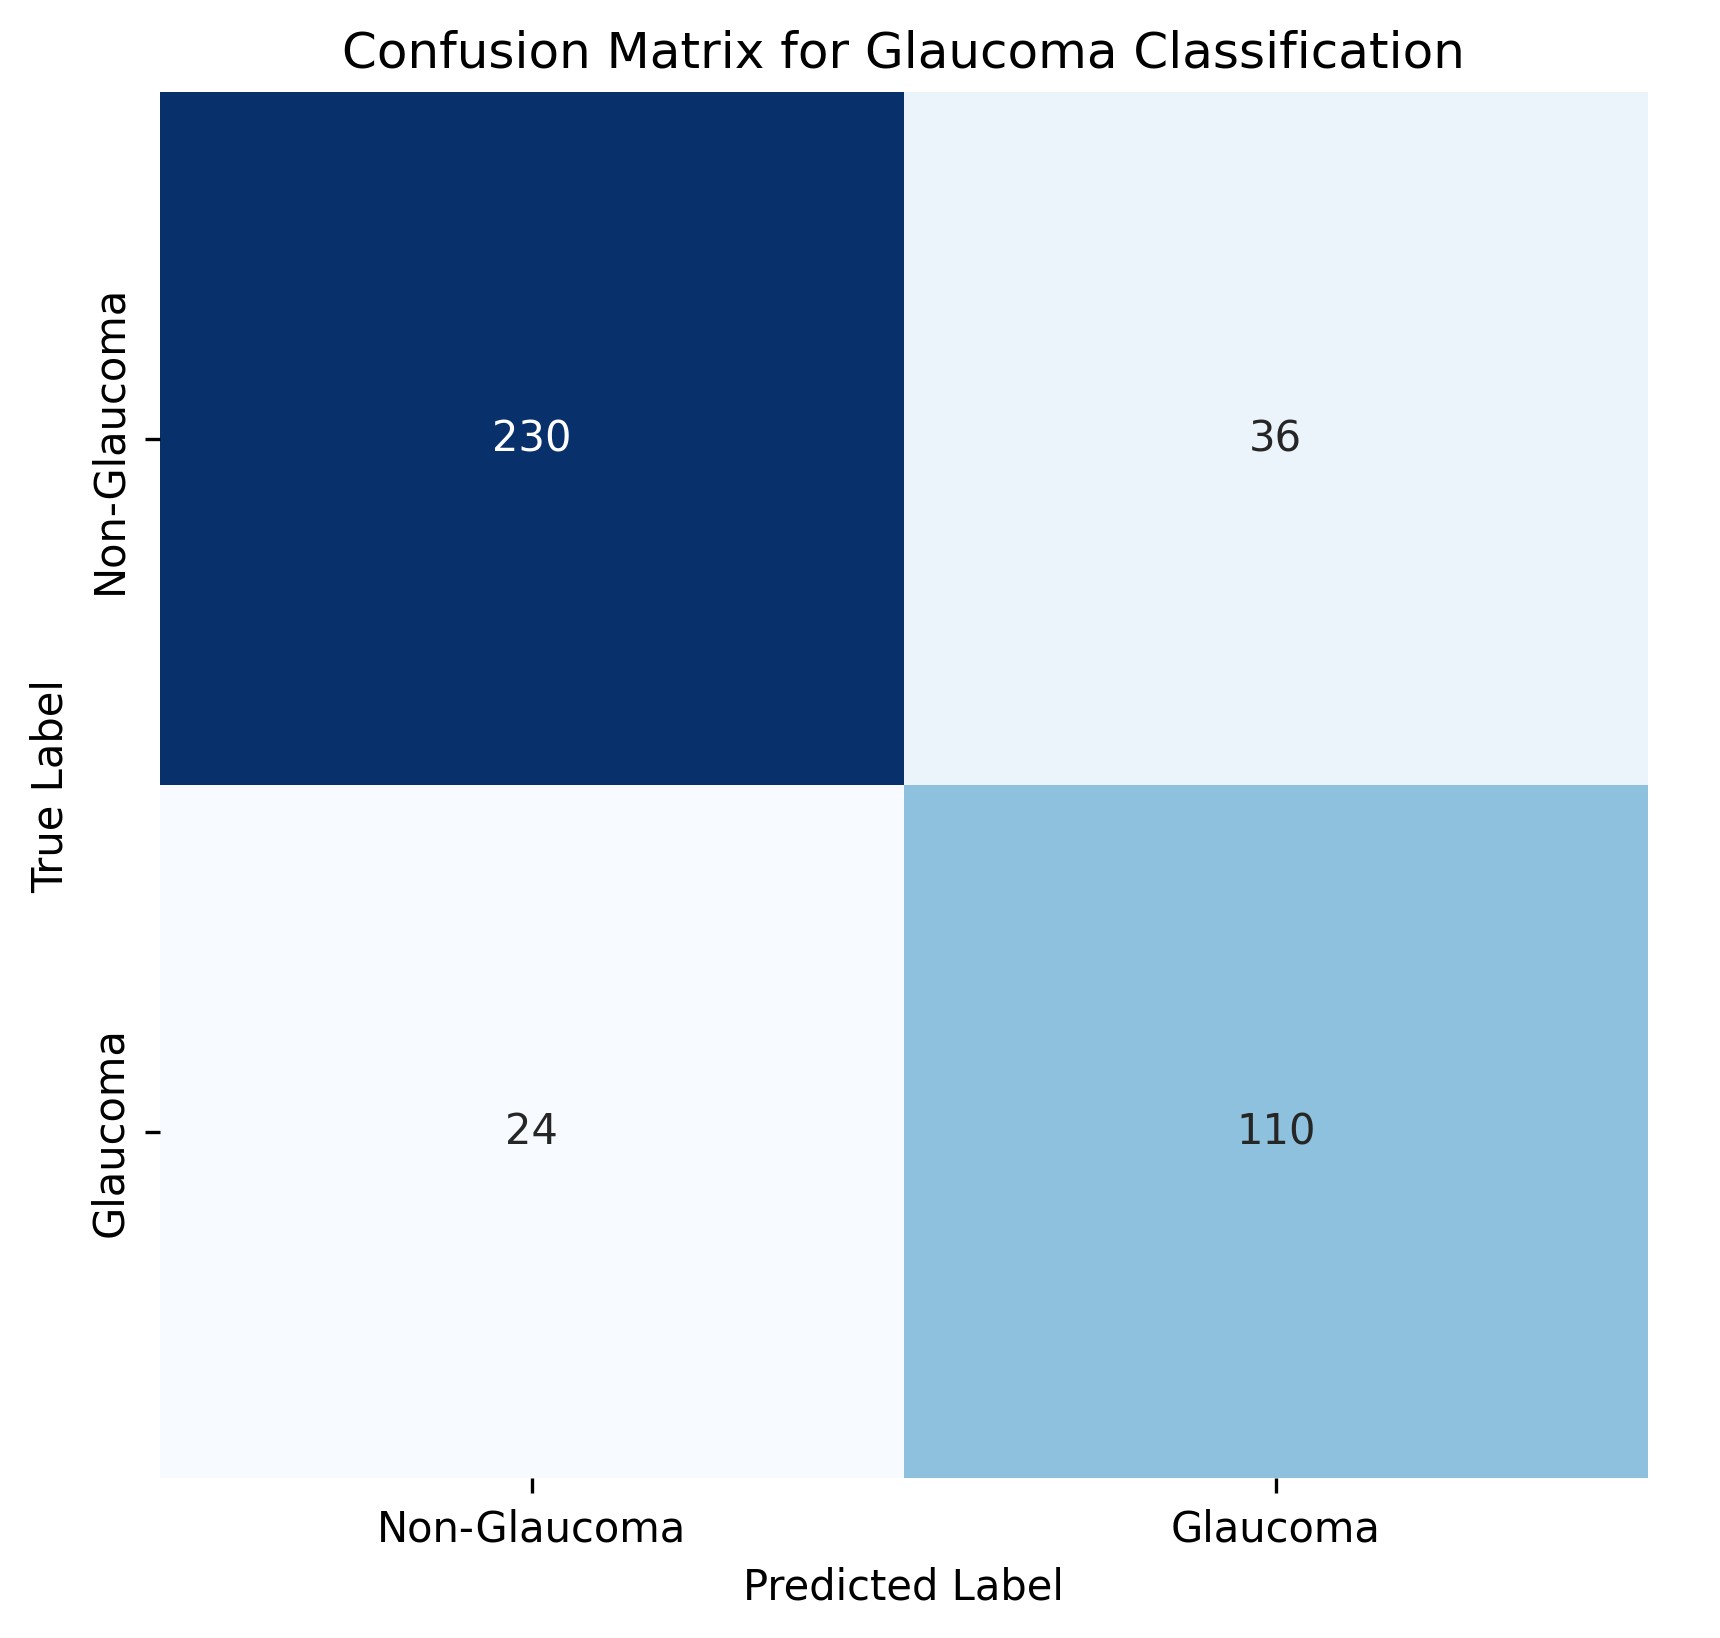 Confusion Matrix for Glaucoma Classification
True Label
Non-Glaucoma
230
36
Glaucoma
24
110
Non-Glaucoma
Glaucoma
Predicted Label